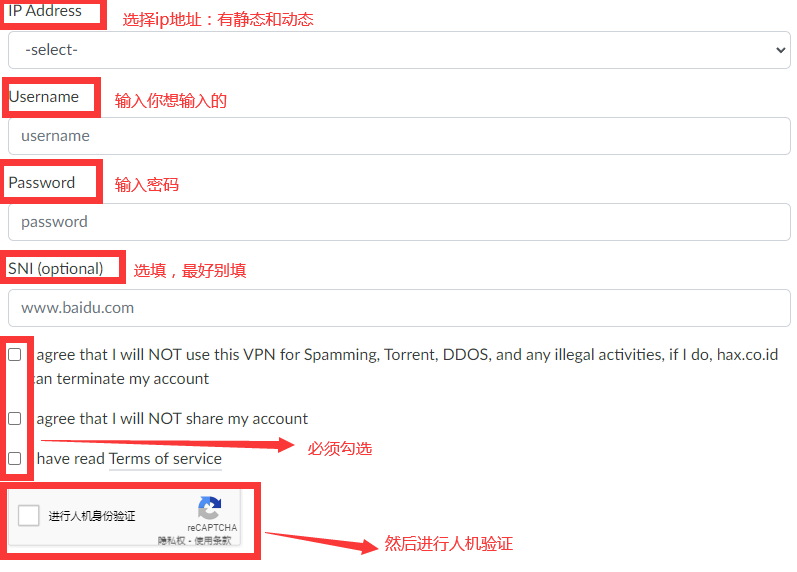 IP Address 选择ip地址：有静态和动态
-select-
Username 输入你想输入的
username
Password 输入密码
password
SNI (optional) 选填，最好别填
www.baidu.com
agree that I will NOT use this VPN for Spamming, Torrent, DDOS, and any illegal activities, if I do, hax.co.id
can terminate my account
agree that I will NOT share my account
必须勾选
have read Terms of service
进行人机身份验证
reCAPTCHA
隐私权 - 使用条款
然后进行人机验证